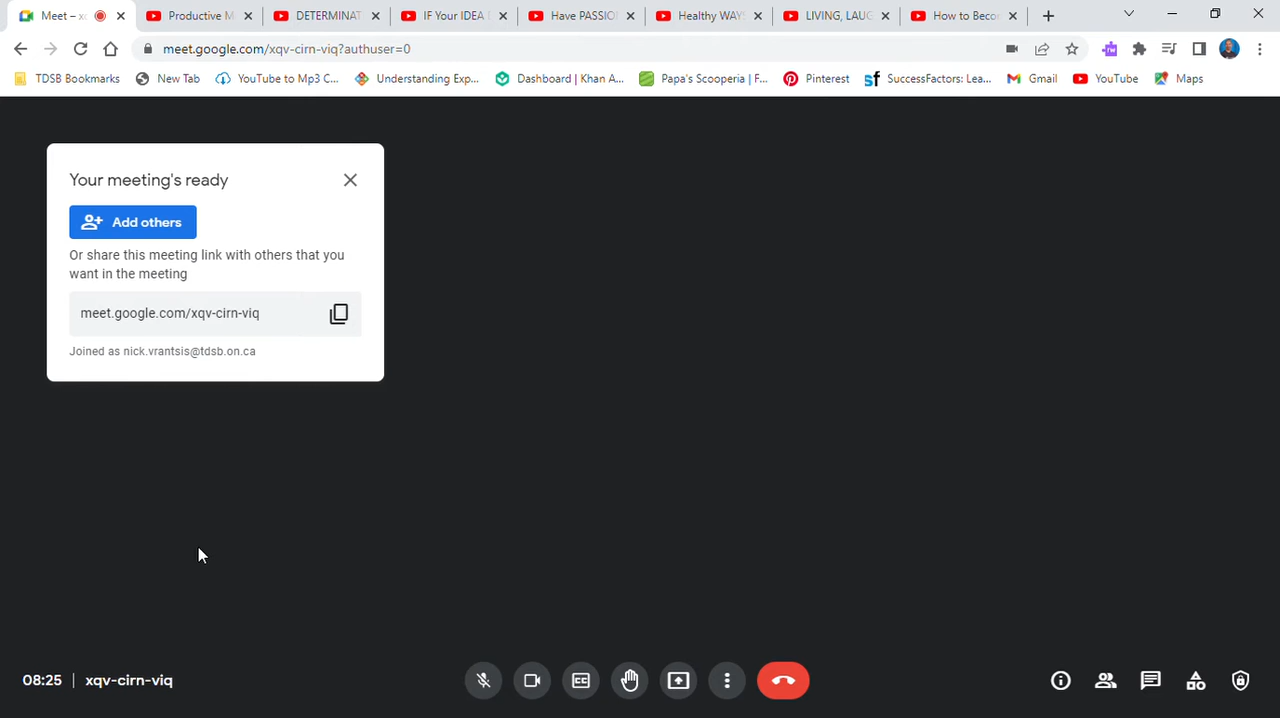 Meet – xc
Productive M
DETERMINAT
IF Your IDEA I
Have PASSIO
Healthy WAYS
LIVING, LAUG
How to Beco
meet.google.com/xqv-cirn-viq?authuser=0
TDSB Bookmarks
New Tab
YouTube to Mp3 C...
Understanding Exp...
Dashboard | Khan A...
Papa's Scooperia | F...
Pinterest
SuccessFactors: Lea...
Gmail
YouTube
Maps
Your meeting's ready
Add others
Or share this meeting link with others that you
want in the meeting
meet.google.com/xqv-cirn-viq
Joined as nick.vrantsis@tdsb.on.ca
08:25 | xqv-cirn-viq